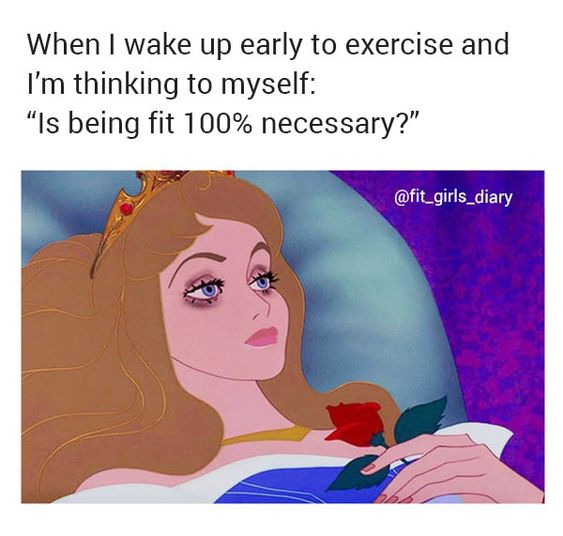 When I wake up early to exercise and
I’m thinking to myself:
“Is being fit 100% necessary?”
@fit_girls_diary